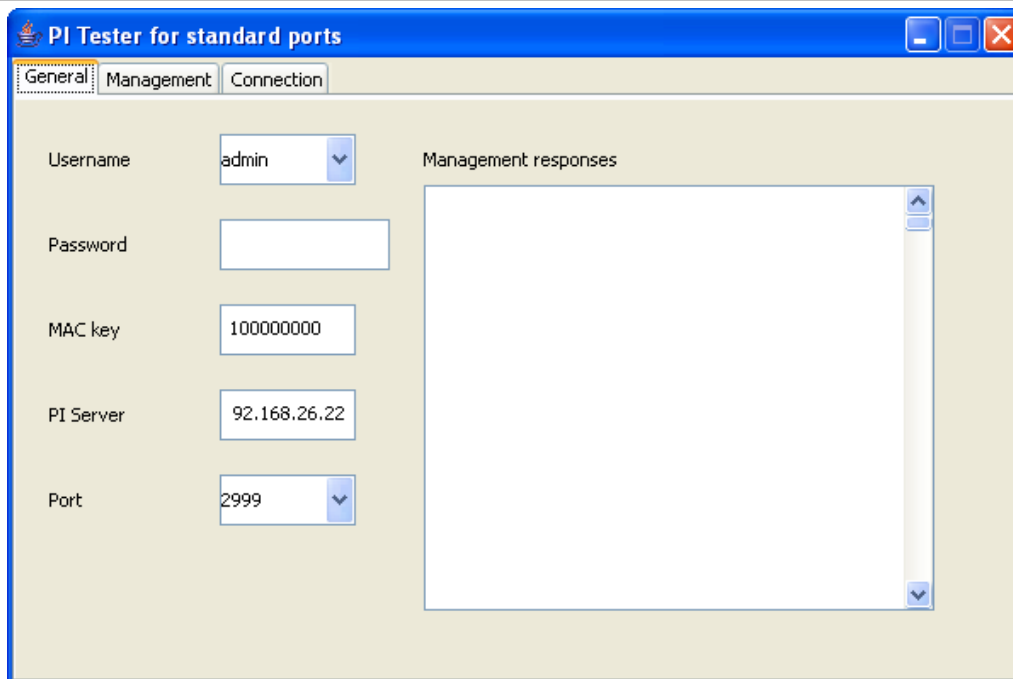 PI Tester for standard ports
General Management Connection
Username admin
Management responses
Password
MAC key 100000000
PI Server 92.168.26.22
Port 2999